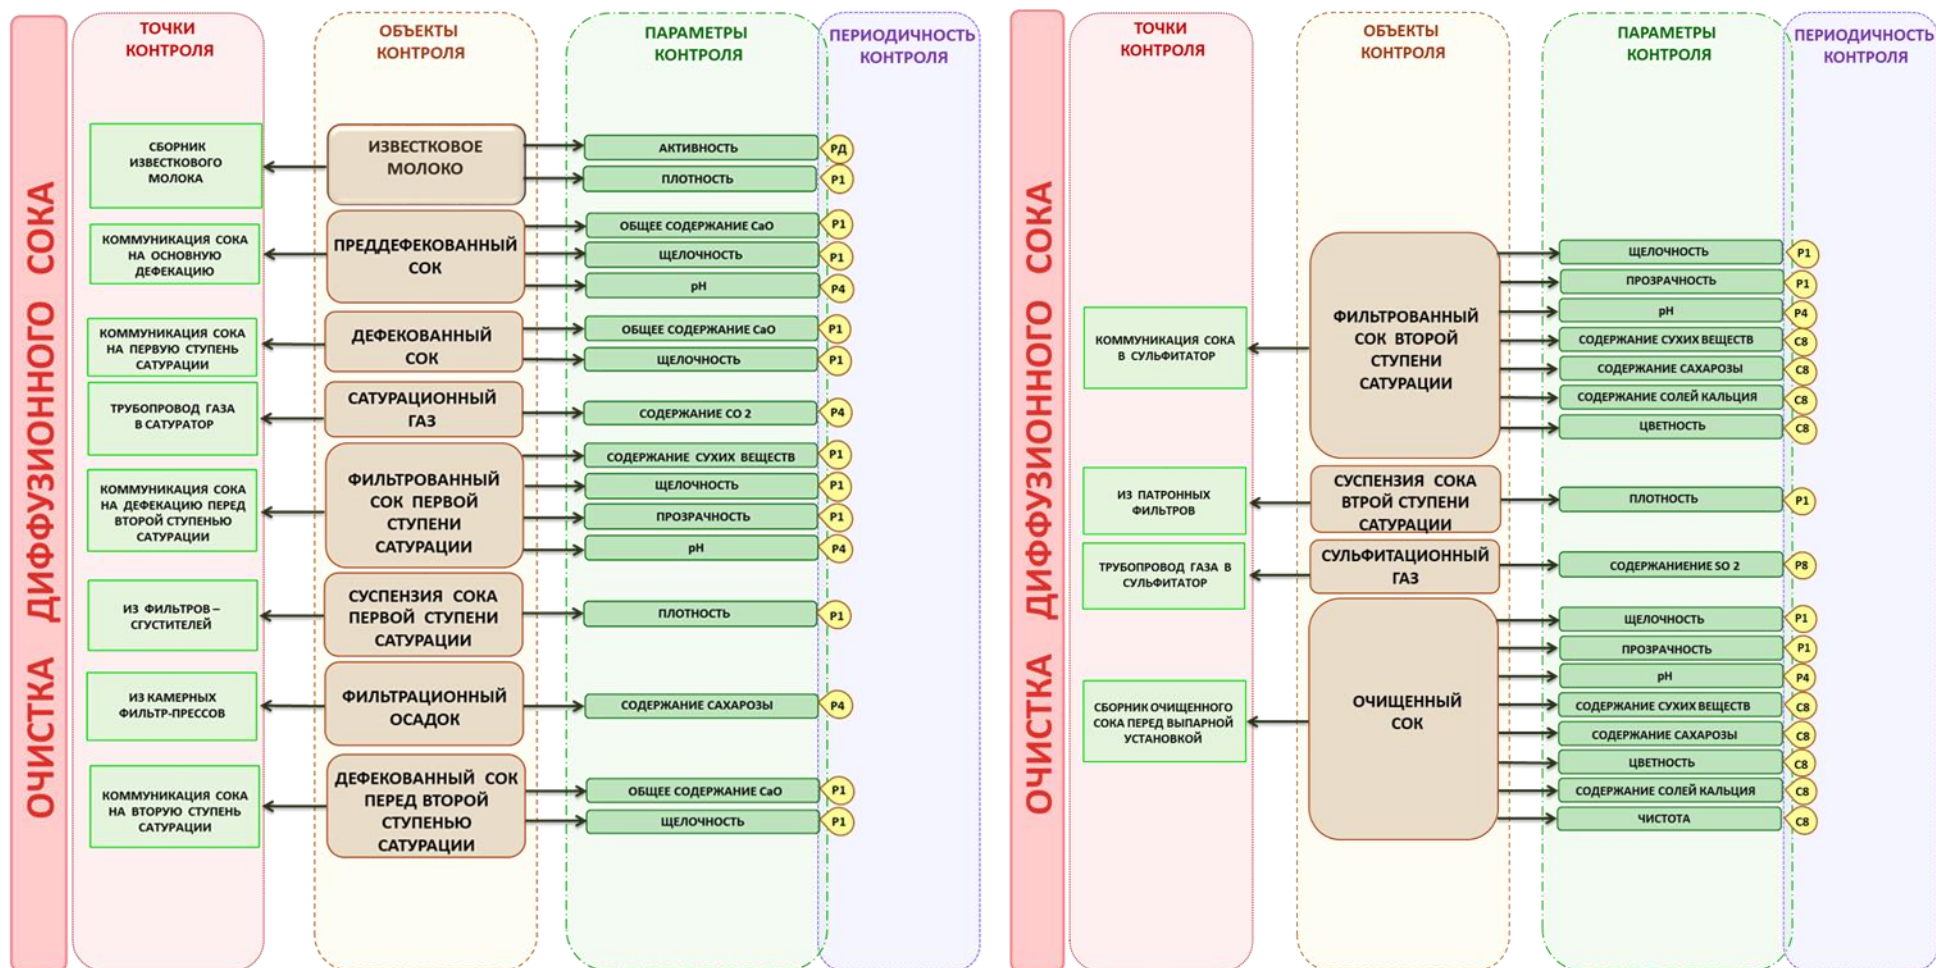 ОЧИСТКА ДИФФУЗИОННОГО СОКА
ТОЧКИ
КОНТРОЛЯ
ОБЪЕКТЫ
КОНТРОЛЯ
ПАРАМЕТРЫ
КОНТРОЛЯ
ПЕРИОДИЧНОСТЬ
КОНТРОЛЯ
СБОРНИК
ИЗВЕСТКОВОГО
МОЛОКА
ИЗВЕСТКОВОЕ
МОЛОКО
АКТИВНОСТЬ
РД
ПЛОТНОСТЬ
Р1
КОММУНИКАЦИЯ СОКА
НА ОСНОВНУЮ
ДЕФЕКАЦИЮ
ПРЕДДЕФЕКОВАННЫЙ
СОК
ОБЩЕЕ СОДЕРЖАНИЕ СаО
Р1
ЩЕЛОЧНОСТЬ
Р1
рН
Р4
КОММУНИКАЦИЯ СОКА
НА ПЕРВУЮ СТУПЕНЬ
САТУРАЦИИ
ДЕФЕКОВАННЫЙ
СОК
ОБЩЕЕ СОДЕРЖАНИЕ СаО
Р1
ЩЕЛОЧНОСТЬ
Р1
ТРУБОПРОВОД ГАЗА
В САТУРАТОР
САТУРАЦИОННЫЙ
ГАЗ
СОДЕРЖАНИЕ СО 2
Р4
КОММУНИКАЦИЯ СОКА
НА ДЕФЕКАЦИЮ ПЕРЕД
ВТОРОЙ СТУПЕНЬЮ
САТУРАЦИИ
ФИЛЬТРОВАННЫЙ
СОК ПЕРВОЙ
СТУПЕНИ
САТУРАЦИИ
СОДЕРЖАНИЕ СУХИХ ВЕЩЕСТВ
Р1
ЩЕЛОЧНОСТЬ
Р1
ПРОЗРАЧНОСТЬ
Р1
рН
Р4
ИЗ ФИЛЬТРОВ –
СГУСТИТЕЛЕЙ
СУСПЕНЗИЯ СОКА
ПЕРВОЙ СТУПЕНИ
САТУРАЦИИ
ПЛОТНОСТЬ
Р1
ИЗ КАМЕРНЫХ
ФИЛЬТР-ПРЕССОВ
ФИЛЬТРАЦИОННЫЙ
ОСАДОК
СОДЕРЖАНИЕ САХАРОЗЫ
Р4
КОММУНИКАЦИЯ СОКА
НА ВТОРУЮ СТУПЕНЬ
САТУРАЦИИ
ДЕФЕКОВАННЫЙ СОК
ПЕРЕД ВТОРОЙ
СТУПЕНЬЮ
САТУРАЦИИ
ОБЩЕЕ СОДЕРЖАНИЕ СаО
Р1
ЩЕЛОЧНОСТЬ
Р1
ОЧИСТКА ДИФФУЗИОННОГО СОКА
ТОЧКИ
КОНТРОЛЯ
ОБЪЕКТЫ
КОНТРОЛЯ
ПАРАМЕТРЫ
КОНТРОЛЯ
ПЕРИОДИЧНОСТЬ
КОНТРОЛЯ
КОММУНИКАЦИЯ СОКА
В СУЛЬФИТАТОР
ФИЛЬТРОВАННЫЙ
СОК ВТОРОЙ
СТУПЕНИ
САТУРАЦИИ
ЩЕЛОЧНОСТЬ
Р1
ПРОЗРАЧНОСТЬ
Р1
рН
Р4
СОДЕРЖАНИЕ СУХИХ ВЕЩЕСТВ
С8
СОДЕРЖАНИЕ САХАРОЗЫ
С8
СОДЕРЖАНИЕ СОЛЕЙ КАЛЬЦИЯ
С8
ЦВЕТНОСТЬ
С8
ИЗ ПАТРОННЫХ
ФИЛЬТРОВ
СУСПЕНЗИЯ СОКА
ВТРОЙ СТУПЕНИ
САТУРАЦИИ
ПЛОТНОСТЬ
Р1
ТРУБОПРОВОД ГАЗА В
СУЛЬФИТАТОР
СУЛЬФИТАЦИОННЫЙ
ГАЗ
СОДЕРЖАНИЕНИЕ SO 2
Р8
СБОРНИК ОЧИЩЕННОГО
СОКА ПЕРЕД ВЫПАРНОЙ
УСТАНОВКОЙ
ОЧИЩЕННЫЙ
СОК
ЩЕЛОЧНОСТЬ
Р1
ПРОЗРАЧНОСТЬ
Р1
рН
Р4
СОДЕРЖАНИЕ СУХИХ ВЕЩЕСТВ
С8
СОДЕРЖАНИЕ САХАРОЗЫ
С8
ЦВЕТНОСТЬ
С8
СОДЕРЖАНИЕ СОЛЕЙ КАЛЬЦИЯ
С8
ЧИСТОТА
С8